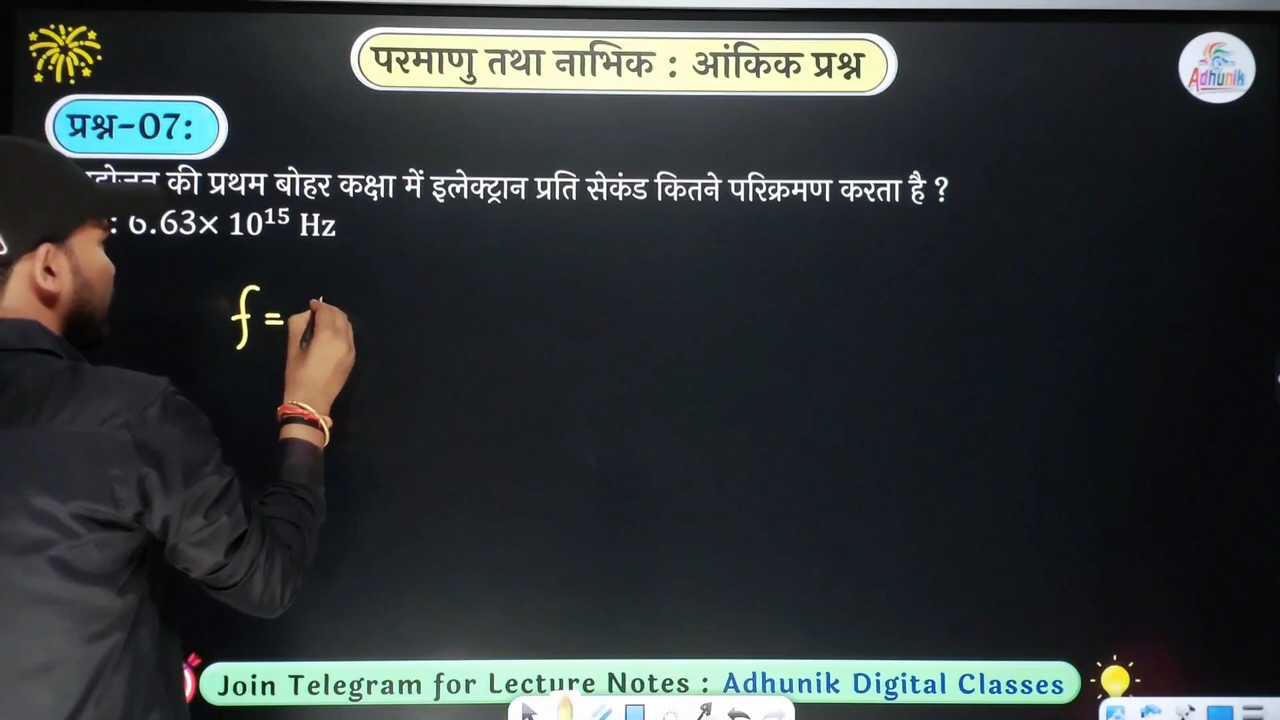 परमाणु तथा नाभिक : आंकिक प्रश्न
Adhunik
प्रश्न-07:
की प्रथम बोहर कक्षा में इलेक्ट्रान प्रति सेकंड कितने परिक्रमण करता है ?
: 6.63× 10¹⁵ Hz
f =
Join Telegram for Lecture Notes : Adhunik Digital Classes